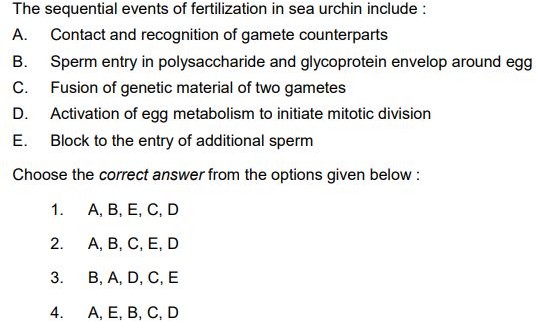 The sequential events of fertilization in sea urchin include :
A. Contact and recognition of gamete counterparts
B. Sperm entry in polysaccharide and glycoprotein envelop around egg
C. Fusion of genetic material of two gametes
D. Activation of egg metabolism to initiate mitotic division
E. Block to the entry of additional sperm
Choose the correct answer from the options given below :
1. A, B, E, C, D
2. A, B, C, E, D
3. B, A, D, C, E
4. A, E, B, C, D